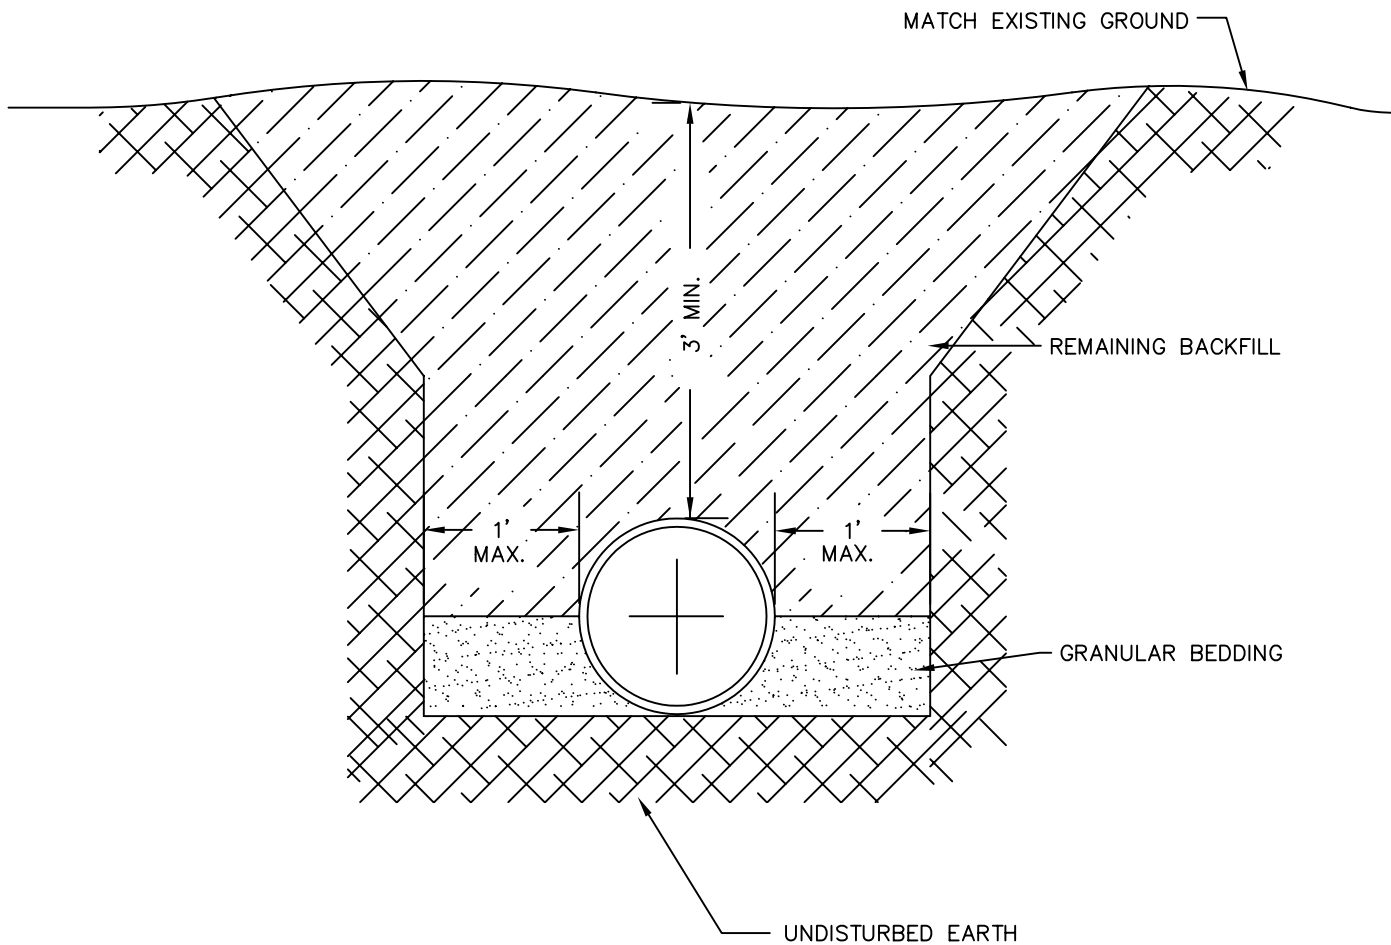 MATCH EXISTING GROUND
3' MIN.
REMAINING BACKFILL
1'
MAX.
1'
MAX.
GRANULAR BEDDING
UNDISTURBED EARTH